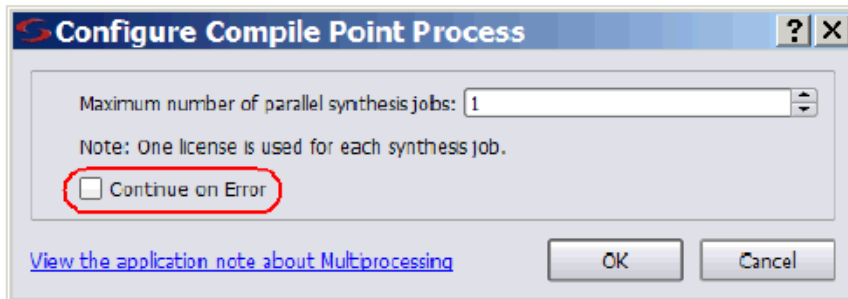 Configure Compile Point Process
Maximum number of parallel synthesis jobs: 1
Note: One license is used for each synthesis job.
Continue on Error
View the application note about Multiprocessing
OK Cancel